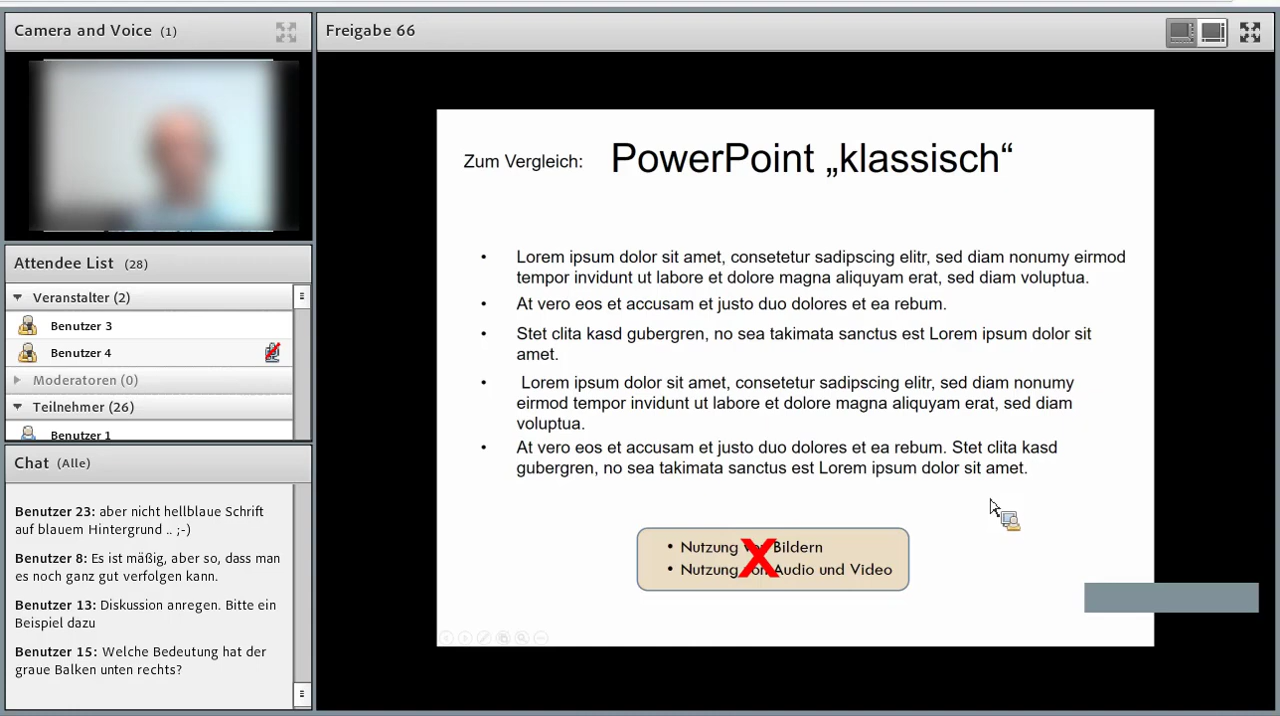 Camera and Voice (1)
Freigabe 66
Attendee List (28)
Veranstalter (2)
Benutzer 3
Benutzer 4
Moderatoren (0)
Teilnehmer (26)
Benutzer 1
Chat (Alle)
Benutzer 23: aber nicht hellblaue Schrift
auf blauem Hintergrund .. ;-)
Benutzer 8: Es ist mäßig, aber so, dass man
es noch ganz gut verfolgen kann.
Benutzer 13: Diskussion anregen. Bitte ein
Beispiel dazu
Benutzer 15: Welche Bedeutung hat der
graue Balken unten rechts?
Zum Vergleich: PowerPoint „klassisch“
• Lorem ipsum dolor sit amet, consetetur sadipscing elitr, sed diam nonumy eirmod
tempor invidunt ut labore et dolore magna aliquyam erat, sed diam voluptua.
• At vero eos et accusam et justo duo dolores et ea rebum.
• Stet clita kasd gubergren, no sea takimata sanctus est Lorem ipsum dolor sit
amet.
• Lorem ipsum dolor sit amet, consetetur sadipscing elitr, sed diam nonumy
eirmod tempor invidunt ut labore et dolore magna aliquyam erat, sed diam
voluptua.
• At vero eos et accusam et justo duo dolores et ea rebum. Stet clita kasd
gubergren, no sea takimata sanctus est Lorem ipsum dolor sit amet.
• Nutzung von Bildern
• Nutzung von Audio und Video
X